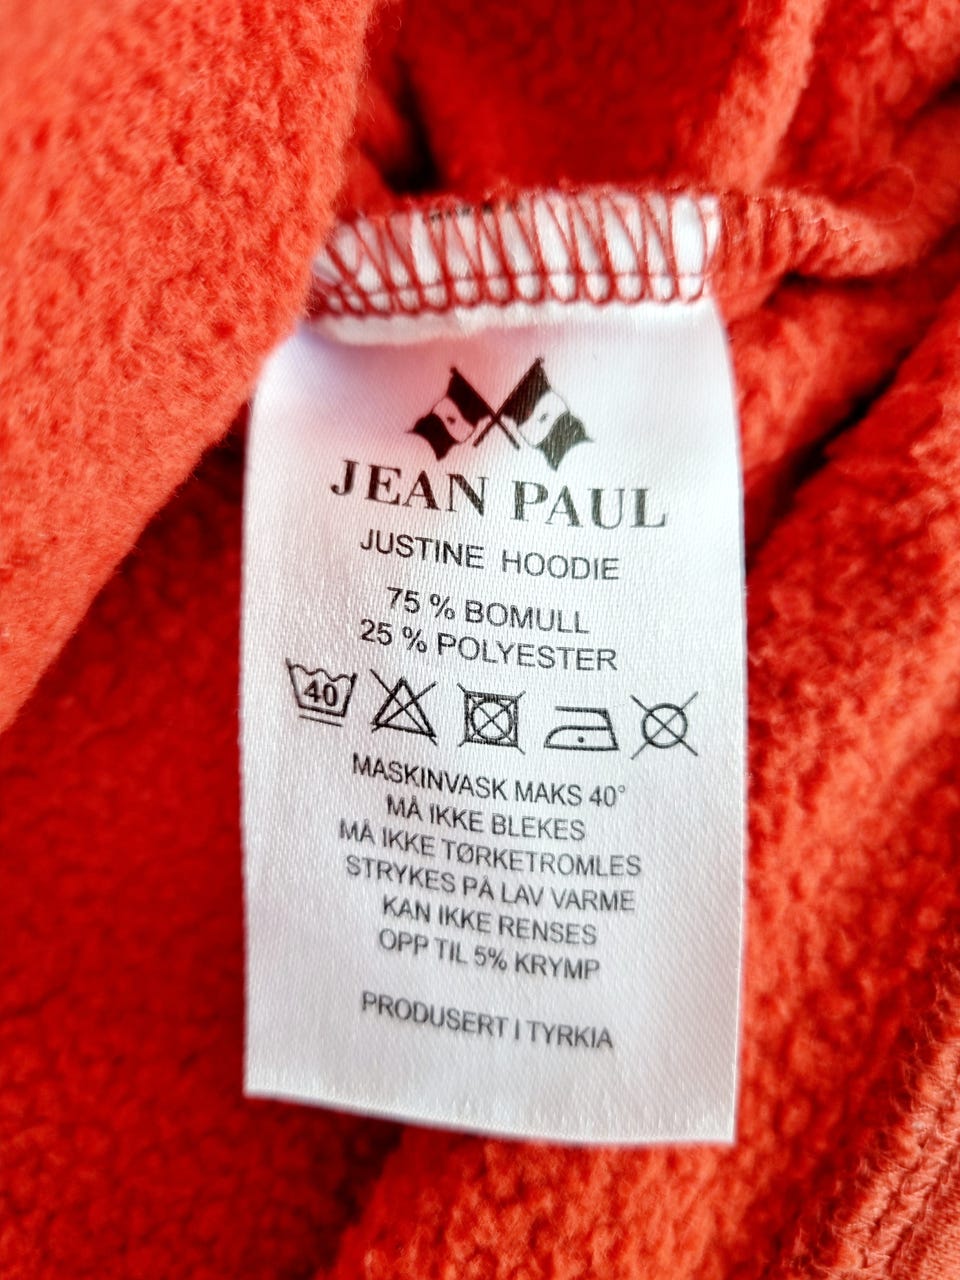 JEAN PAUL
JUSTINE HOODIE
75 % BOMULL
25 % POLYESTER
40
MASKINVASK MAKS 40°
MÅ IKKE BLEKES
MÅ IKKE TØRKETROMLES
STRYKES PÅ LAV VARME
KAN IKKE RENSES
OPP TIL 5% KRYMP
PRODUSERT I TYRKIA